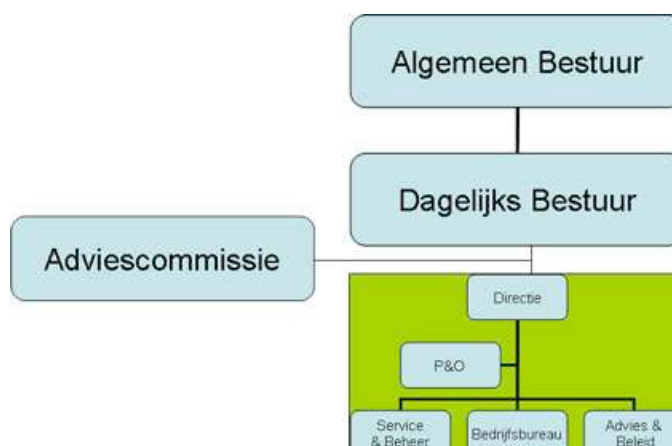 Algemeen Bestuur
Dagelijks Bestuur
Adviescommissie
Directie
P&O
Service
& Beheer
Bedrijfsbureau
Advies &
Beleid